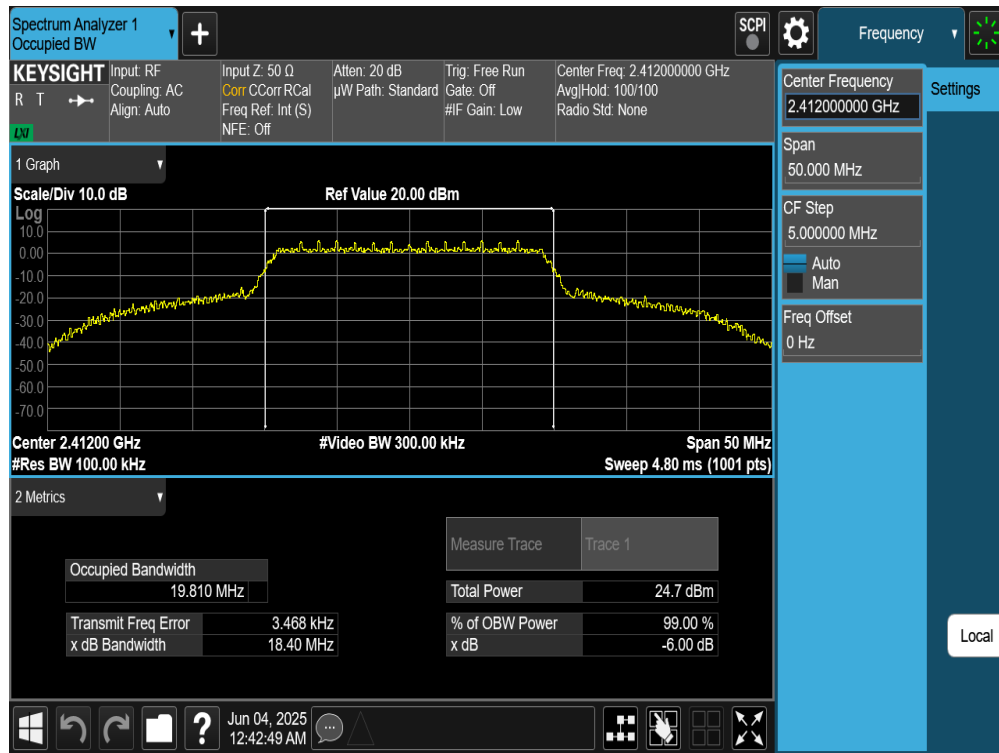 Spectrum Analyzer 1
Occupied BW
+
SCPI
Frequency
KEYSIGHT
R T
LXI
Input: RF
Coupling: AC
Align: Auto
Input Z: 50 Ω
Corr CCorr RCal
Freq Ref: Int (S)
NFE: Off
Atten: 20 dB
µW Path: Standard
Trig: Free Run
Gate: Off
#IF Gain: Low
Center Freq: 2.412000000 GHz
Avg|Hold: 100/100
Radio Std: None
Center Frequency
2.412000000 GHz
Settings
Span
50.000 MHz
CF Step
5.000000 MHz
Auto
Man
Freq Offset
0 Hz
Local
1 Graph
Scale/Div 10.0 dB
Ref Value 20.00 dBm
Log
10.0
0.00
-10.0
-20.0
-30.0
-40.0
-50.0
-60.0
-70.0
Center 2.41200 GHz
#Video BW 300.00 kHz
Span 50 MHz
#Res BW 100.00 kHz
Sweep 4.80 ms (1001 pts)
2 Metrics
Measure Trace
Trace 1
Occupied Bandwidth
19.810 MHz
Total Power
24.7 dBm
Transmit Freq Error
3.468 kHz
% of OBW Power
99.00 %
x dB Bandwidth
18.40 MHz
x dB
-6.00 dB
?
Jun 04, 2025
12:42:49 AM